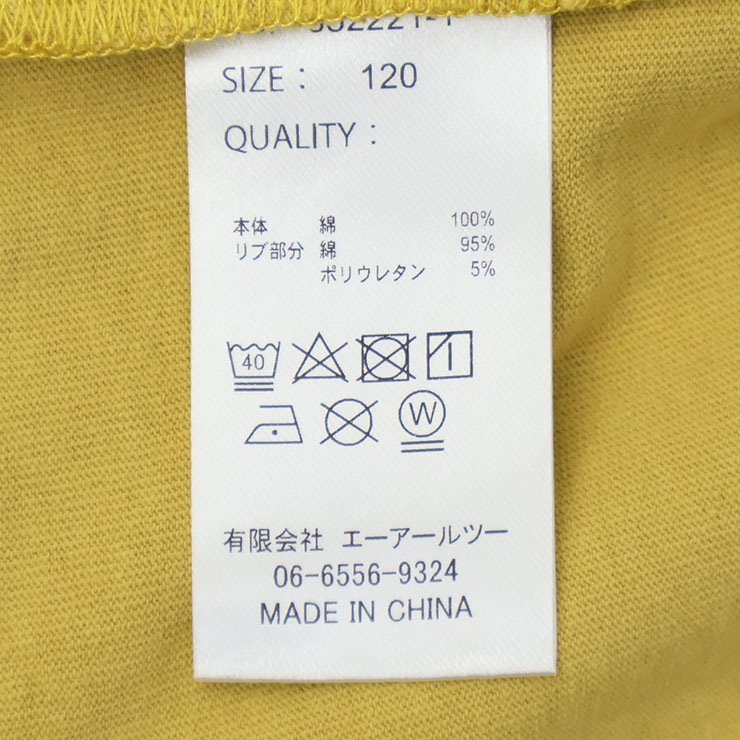 SIZE : 120
QUALITY :
本体 綿 100%
リブ部分 綿 95%
ポリウレタン 5%
40
W
有限会社 エーアールツー
06-6556-9324
MADE IN CHINA